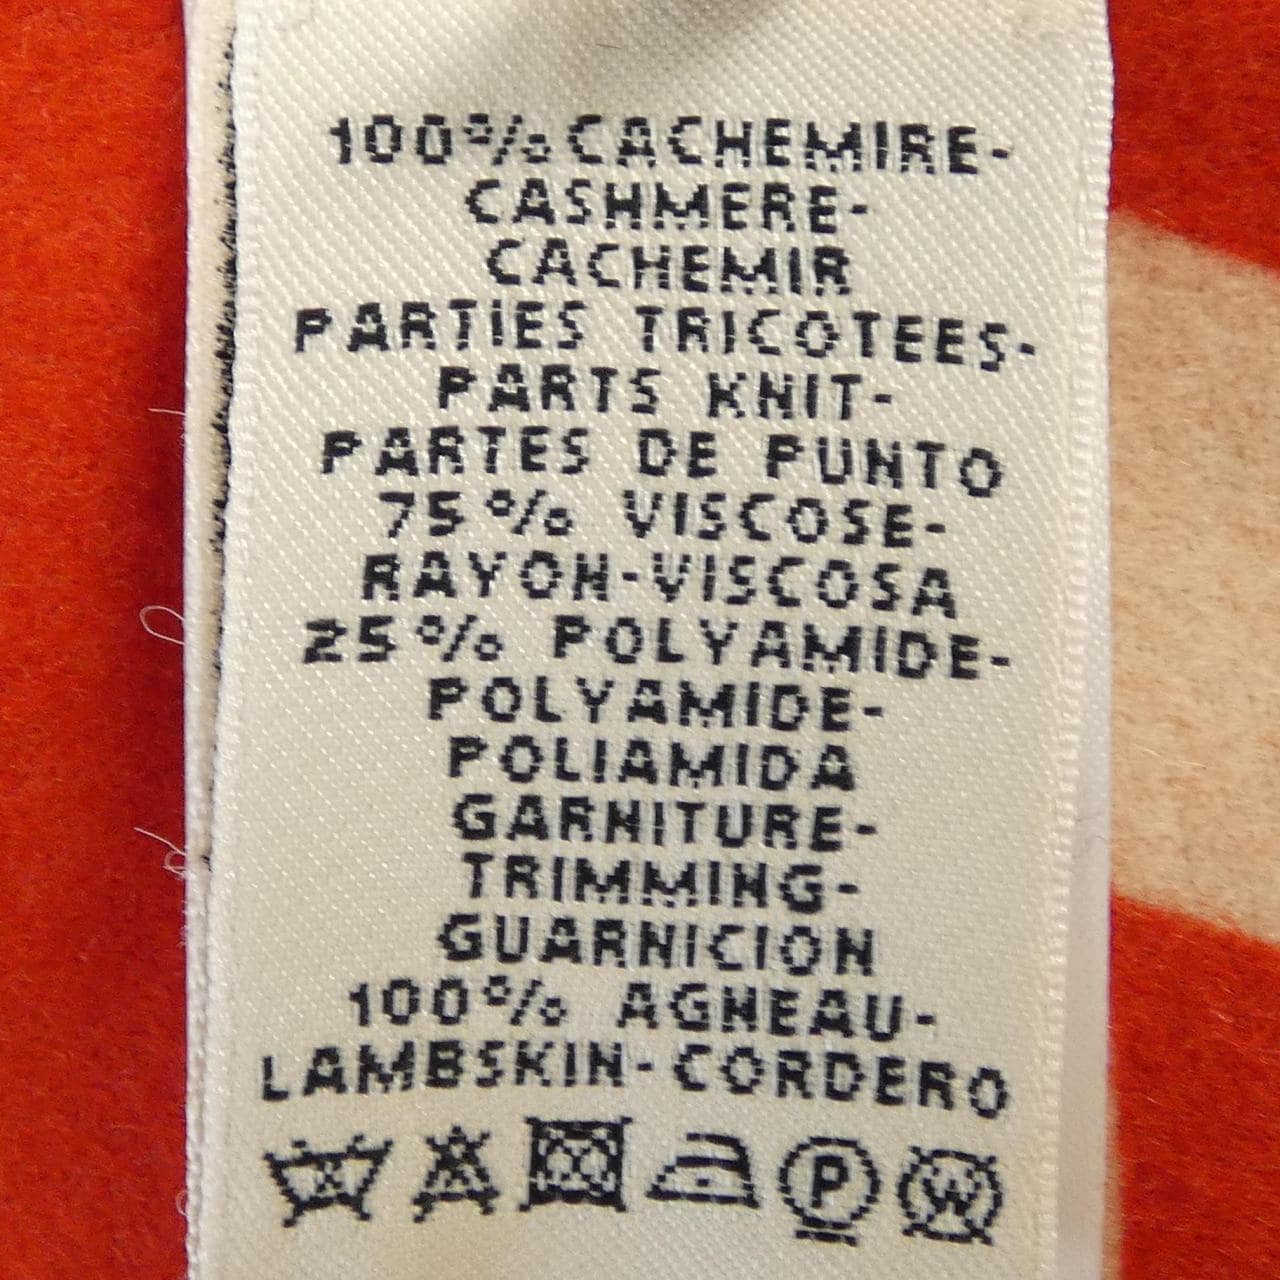 100% CACHEMIRE-
CASHMERE-
CACHEMIR
PARTIES TRICOTEES-
PARTS KNIT-
PARTES DE PUNTO
75% VISCOSE-
RAYON-VISCOSA
25% POLYAMIDE-
POLYAMIDE-
POLIAMIDA
GARNITURE-
TRIMMING-
GUARNICION
100% AGNEAU-
LAMBSKIN-CORDERO
P W